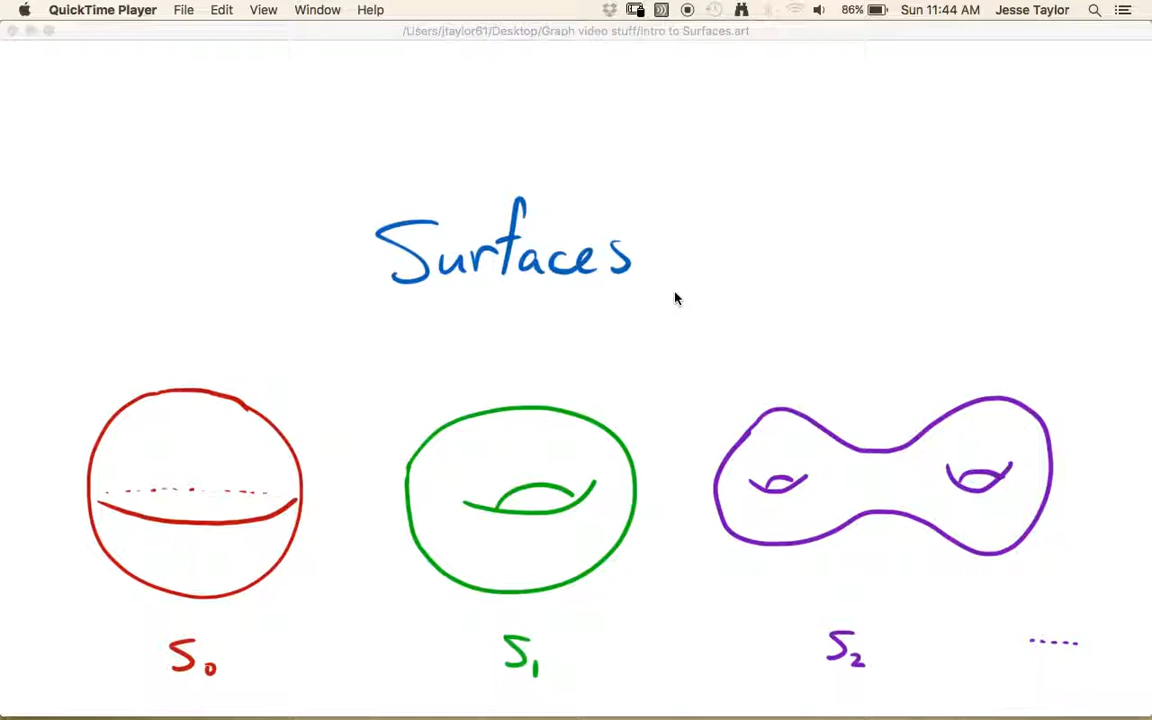 QuickTime Player File Edit View Window Help 86% Sun 11:44 AM Jesse Taylor
/Users/jtaylor61/Desktop/Graph video stuff/Intro to Surfaces.art
Surfaces
S₀ S₁ S₂ .....